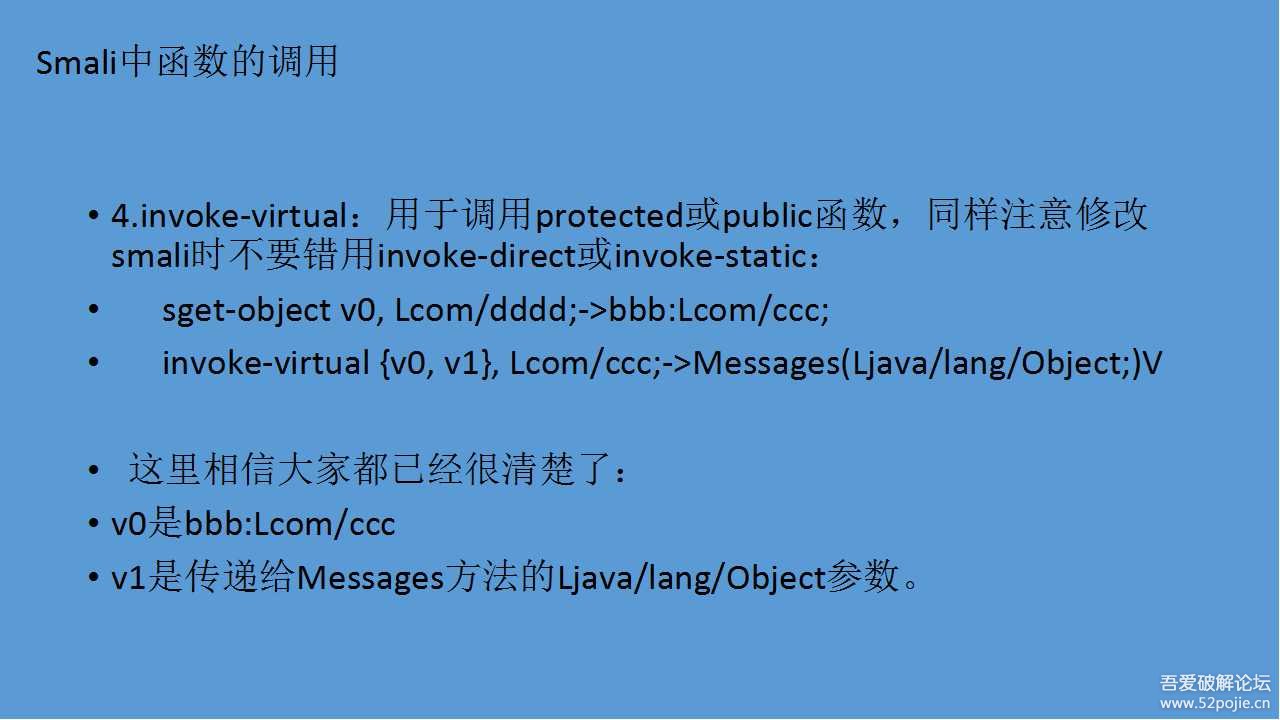 Smali中函数的调用
• 4.invoke-virtual：用于调用protected或public函数，同样注意修改
smali时不要错用invoke-direct或invoke-static：
• sget-object v0, Lcom/dddd;->bbb:Lcom/ccc;
• invoke-virtual {v0, v1}, Lcom/ccc;->Messages(Ljava/lang/Object;)V
• 这里相信大家都已经很清楚了：
• v0是bbb:Lcom/ccc
• v1是传递给Messages方法的Ljava/lang/Object参数。
吾爱破解论坛
www.52pojie.cn